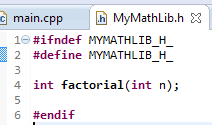 main.cpp MyMathLib.h
1 #ifndef MYMATHLIB_H_
2 #define MYMATHLIB_H_
3
4 int factorial(int n);
5
6 #endif